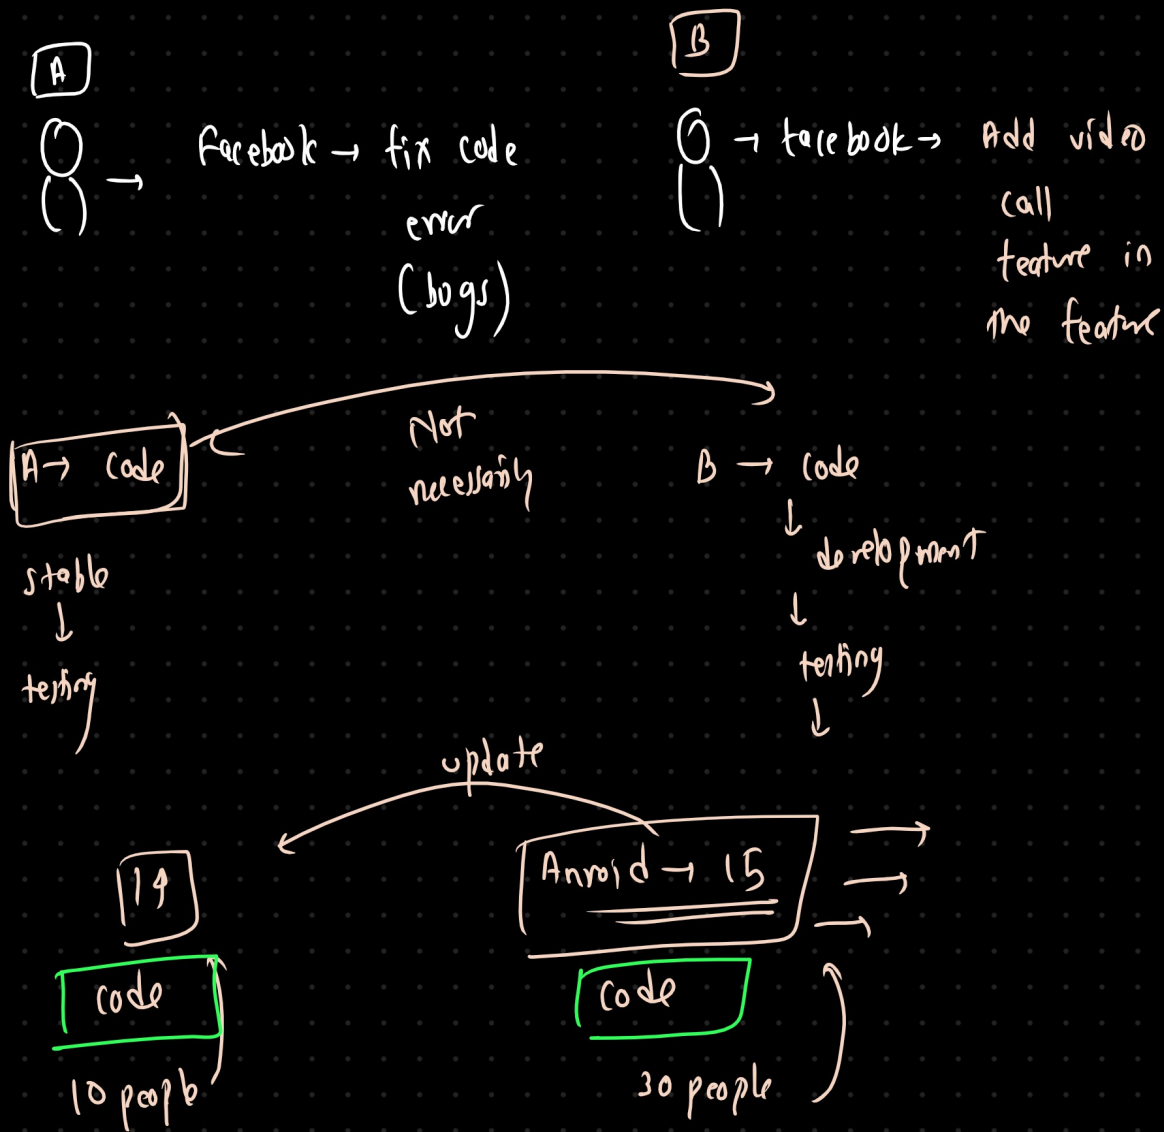 A
B
Facebook → fix code
error
(bugs)
→ facebook → Add video
call
feature in
the feature
A → code
Not
necessarily
B → code
↓
development
↓
testing
↓
stable
↓
testing
update
14
Anroid → 15
code
code
10 people
30 people